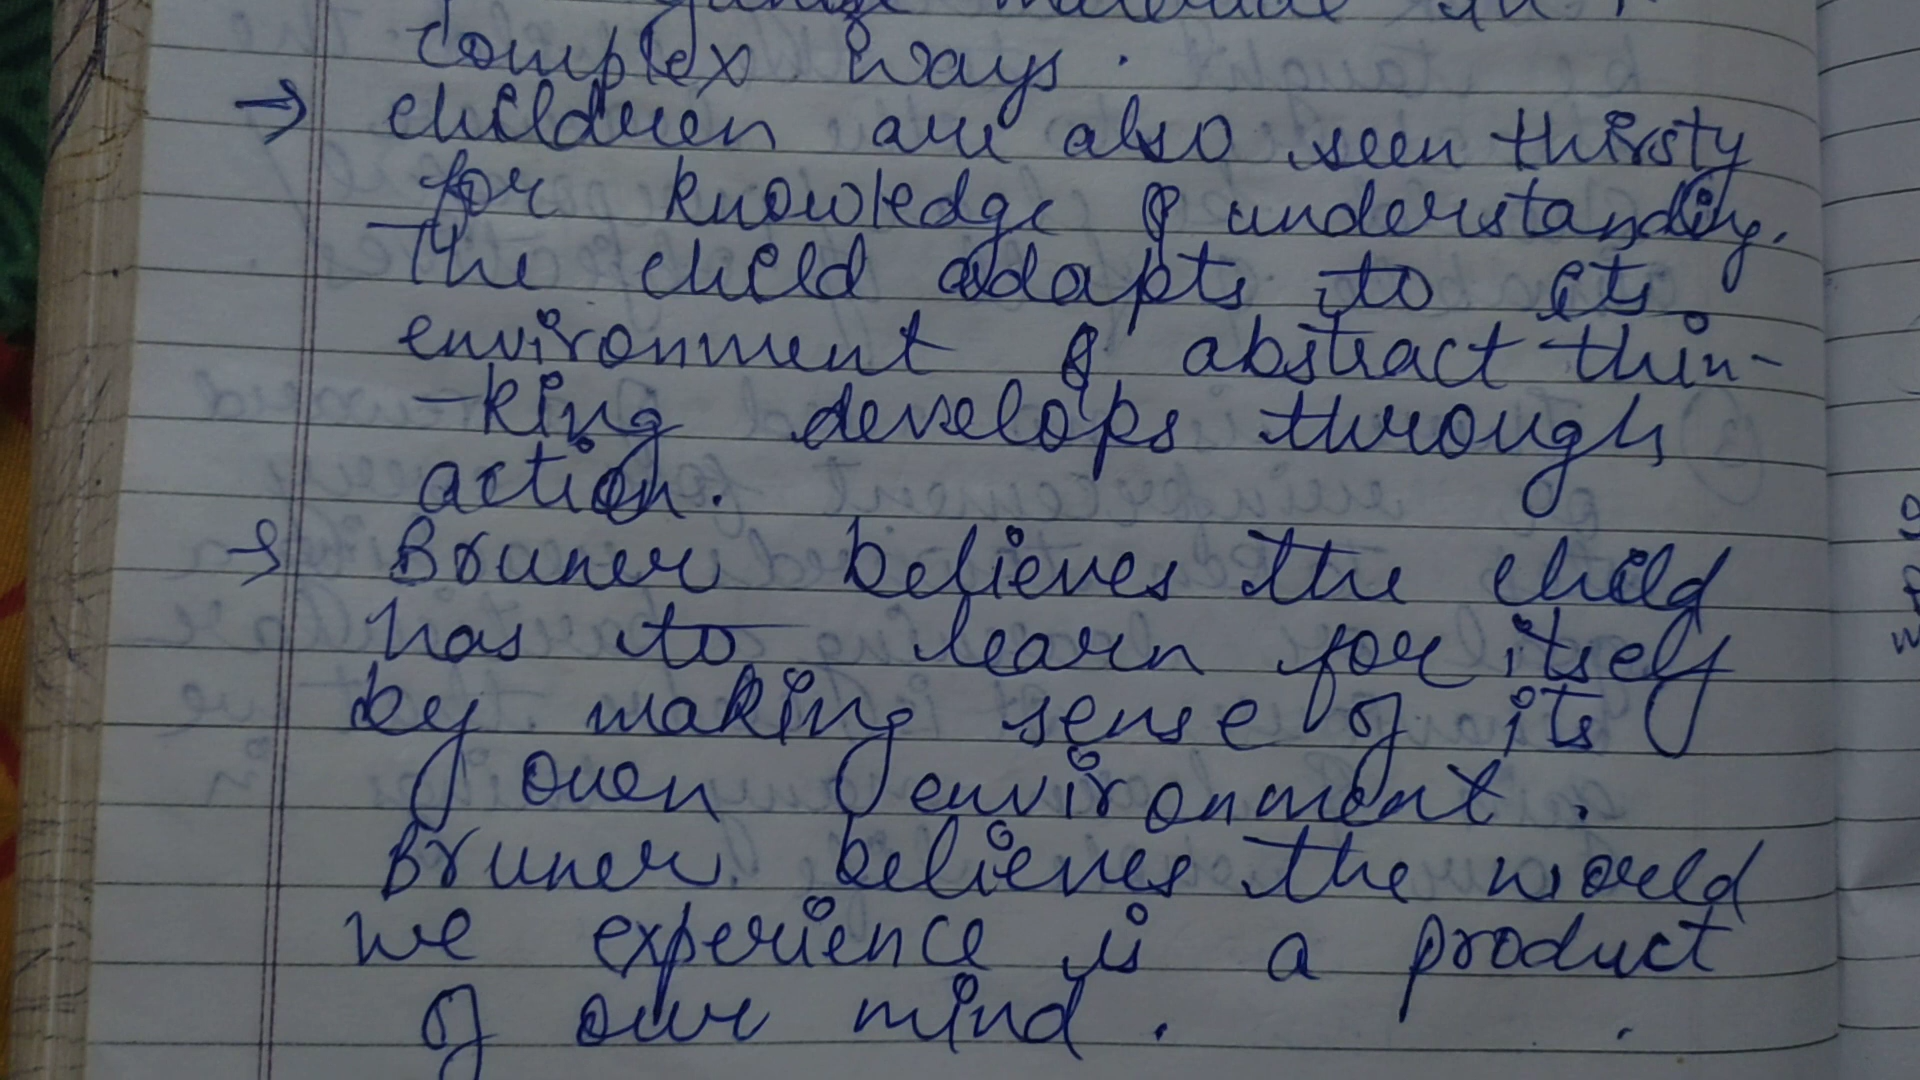 complex ways.
→ children are also seen thirsty
for knowledge & understanding.
The child adapts to its
environment & abstract thin-
-king develops through
action.
→ Bruner believes the child
has to learn for itself
by making sense of its
own environment.
Bruner believes the world
we experience is a product
of our mind.